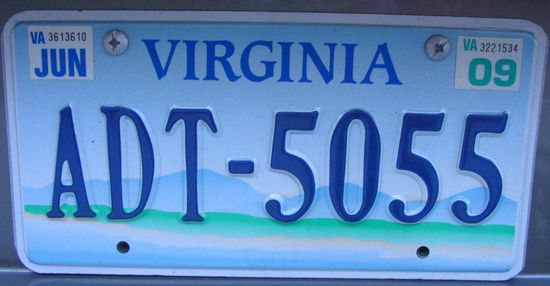 VA 3613610
JUN
VIRGINIA
VA 3221534
09
ADT-5055